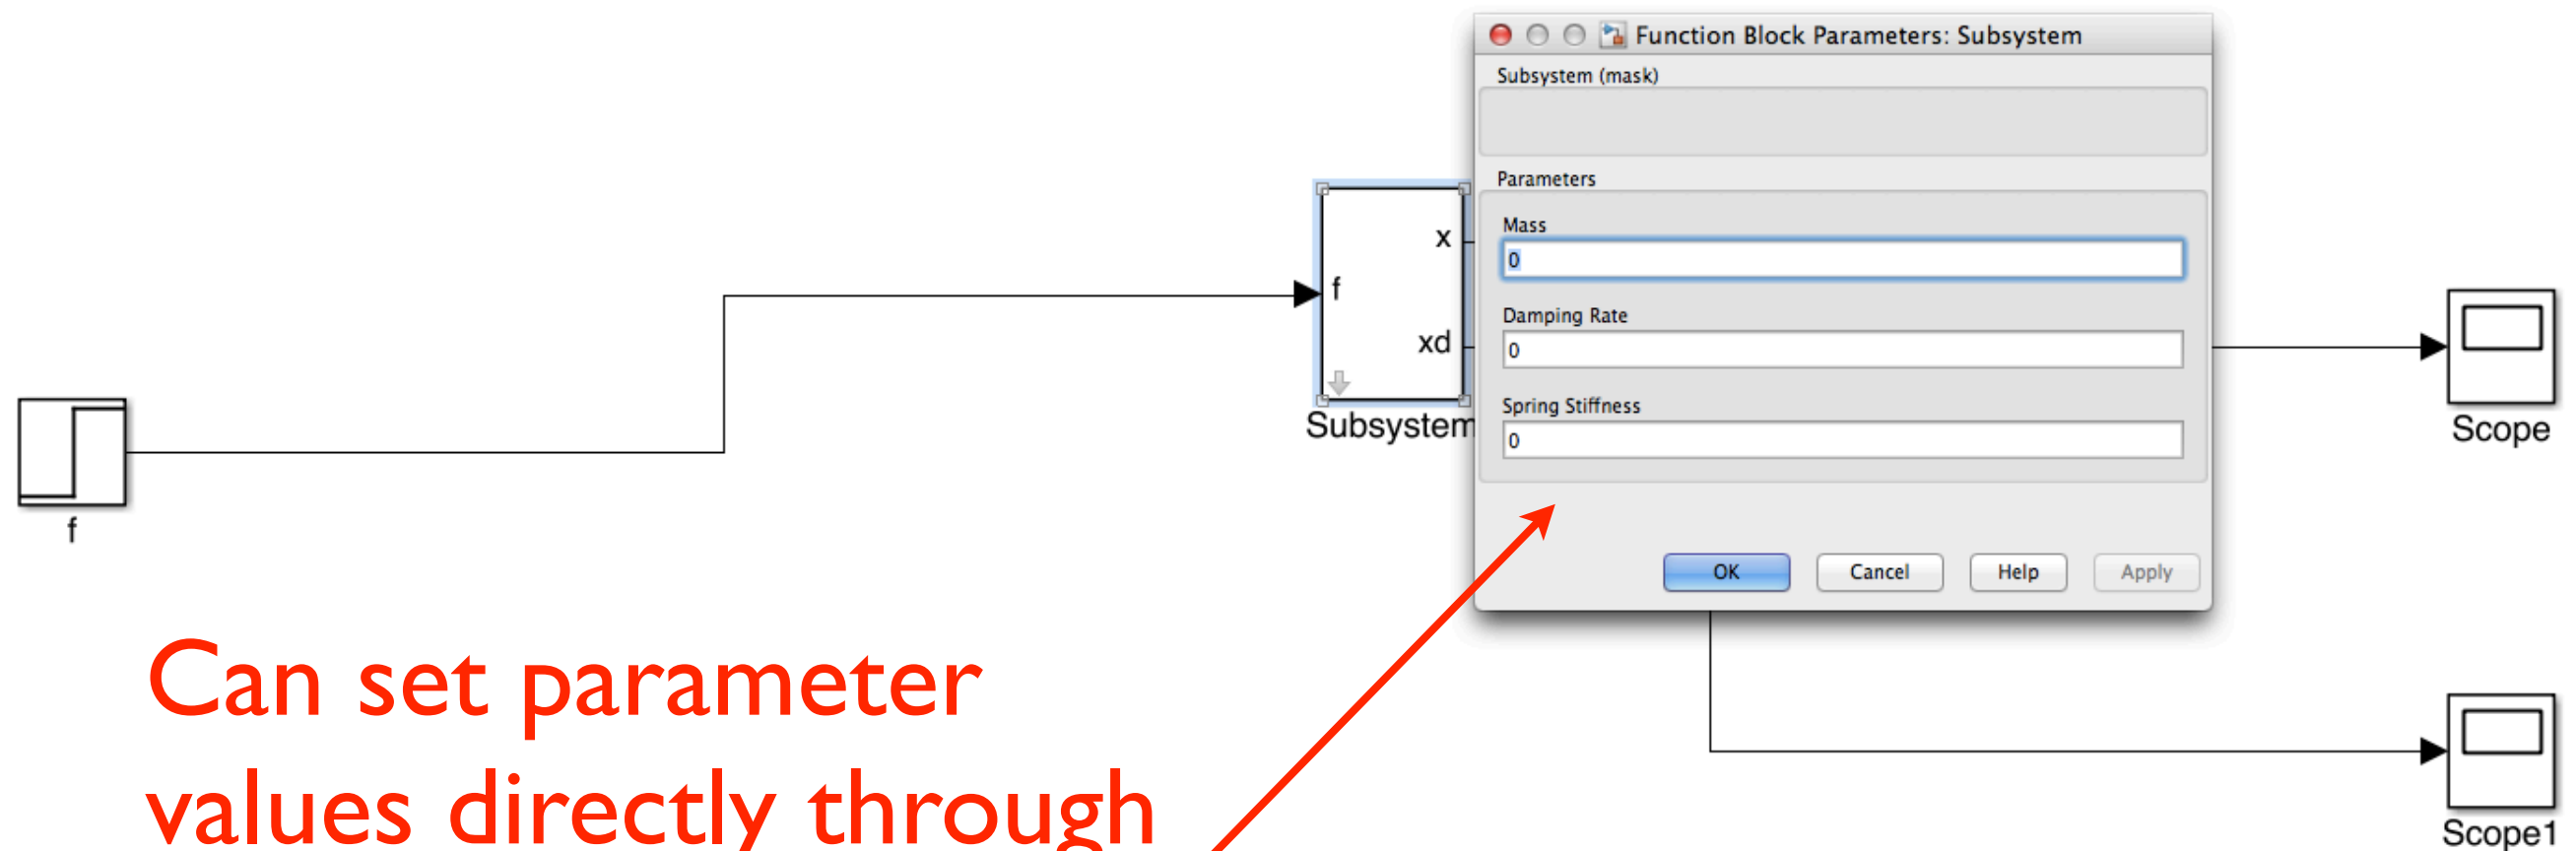 Function Block Parameters: Subsystem
Subsystem (mask)
Parameters
Mass
0
Damping Rate
0
Spring Stiffness
0
OK Cancel Help Apply
x
f
xd
Subsystem
Scope
f
Can set parameter
values directly through
Scope1